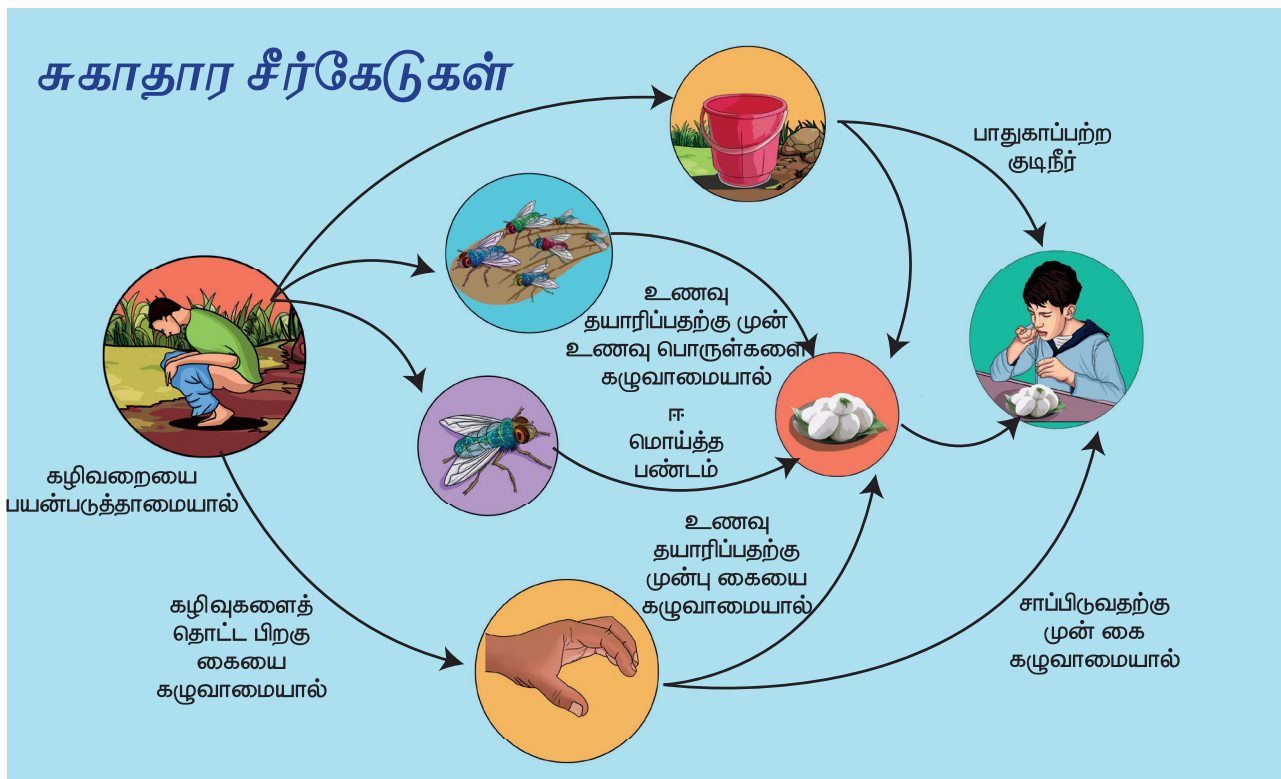 சுகாதார சீர்கேடுகள்
பாதுகாப்பற்ற
குடிநீர்
உணவு
தயாரிப்பதற்கு முன்
உணவு பொருள்களை
கழுவாமையால்
ஈ
மொய்த்த
பண்டம்
கழிவறையை
பயன்படுத்தாமையால்
உணவு
தயாரிப்பதற்கு
முன்பு கையை
கழுவாமையால்
கழிவுகளைத்
தொட்ட பிறகு
கையை
கழுவாமையால்
சாப்பிடுவதற்கு
முன் கை
கழுவாமையால்